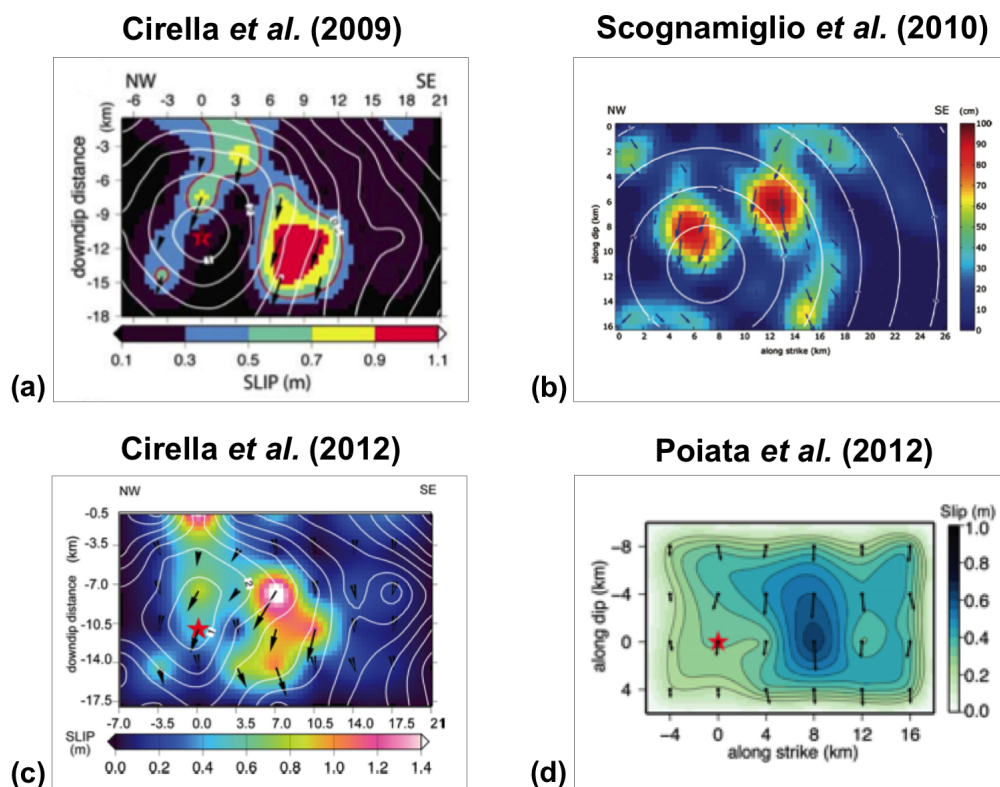 Cirella et al. (2009)
NW SE
-6 -3 0 3 6 9 12 15 18 21
downdip distance (km)
-3
-6
-9
-12
-15
-18
0.1 0.3 0.5 0.7 0.9 1.1
SLIP (m)
(a)
Scognamiglio et al. (2010)
NW SE (cm)
0
2
4
6
8
10
12
14
16
along dip (km)
0 2 4 6 8 10 12 14 16 18 20 22 24 26
along strike (km)
100
90
80
70
60
50
40
30
20
10
0
(b)
Cirella et al. (2012)
NW SE
-0.5
-3.5
-7.0
-10.5
-14.0
-17.5
downdip distance (km)
-7.0 -3.5 0.0 3.5 7.0 10.5 14.0 17.5 21
SLIP
(m)
0.0 0.2 0.4 0.6 0.8 1.0 1.2 1.4
(c)
Poiata et al. (2012)
Slip (m)
1.0
0.8
0.6
0.4
0.2
0.0
-8
-4
0
4
along dip (km)
-4 0 4 8 12 16
along strike (km)
(d)